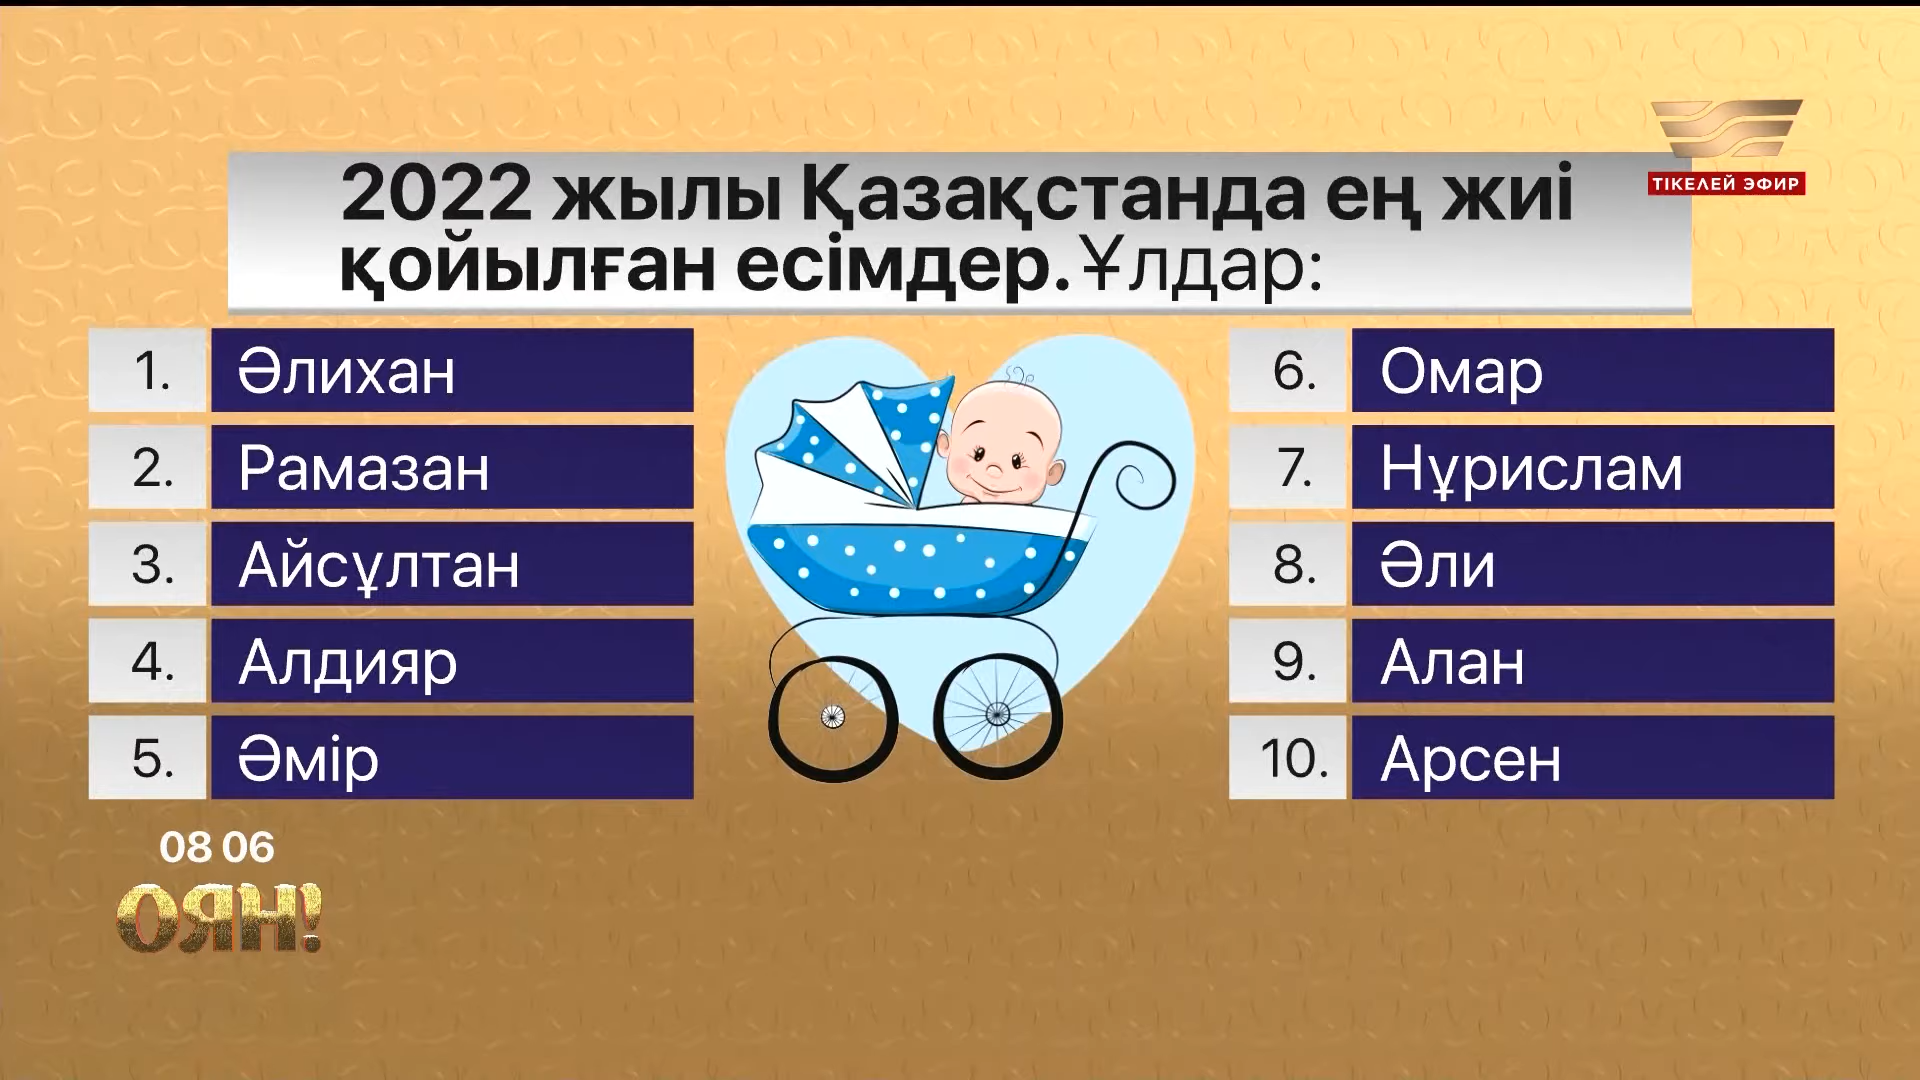 ТІКЕЛЕЙ ЭФИР
2022 жылы Қазақстанда ең жиі
қойылған есімдер. Ұлдар:
1. Әлихан
2. Рамазан
3. Айсұлтан
4. Алдияр
5. Әмір
6. Омар
7. Нұрислам
8. Әли
9. Алан
10. Арсен
08 06
ОЯН!